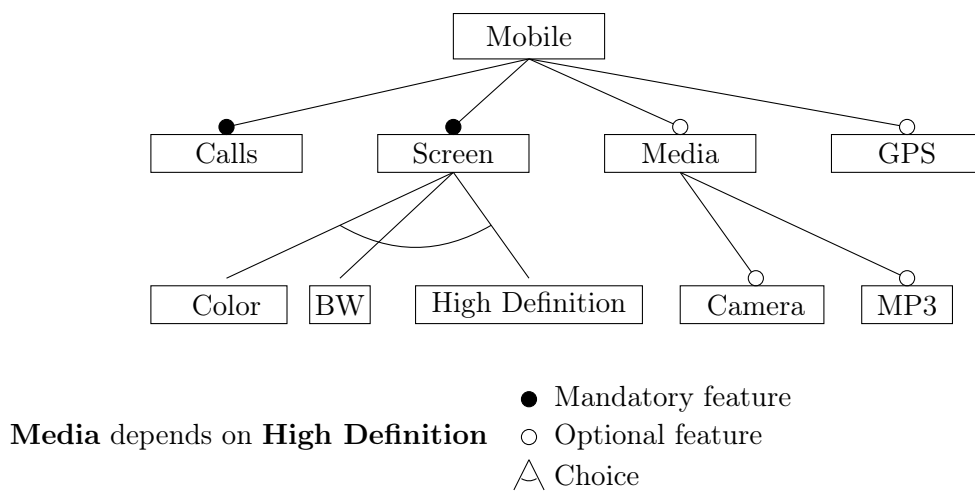 Mobile
Calls Screen Media GPS
Color BW High Definition Camera MP3
Mandatory feature
Media depends on High Definition Optional feature
Choice